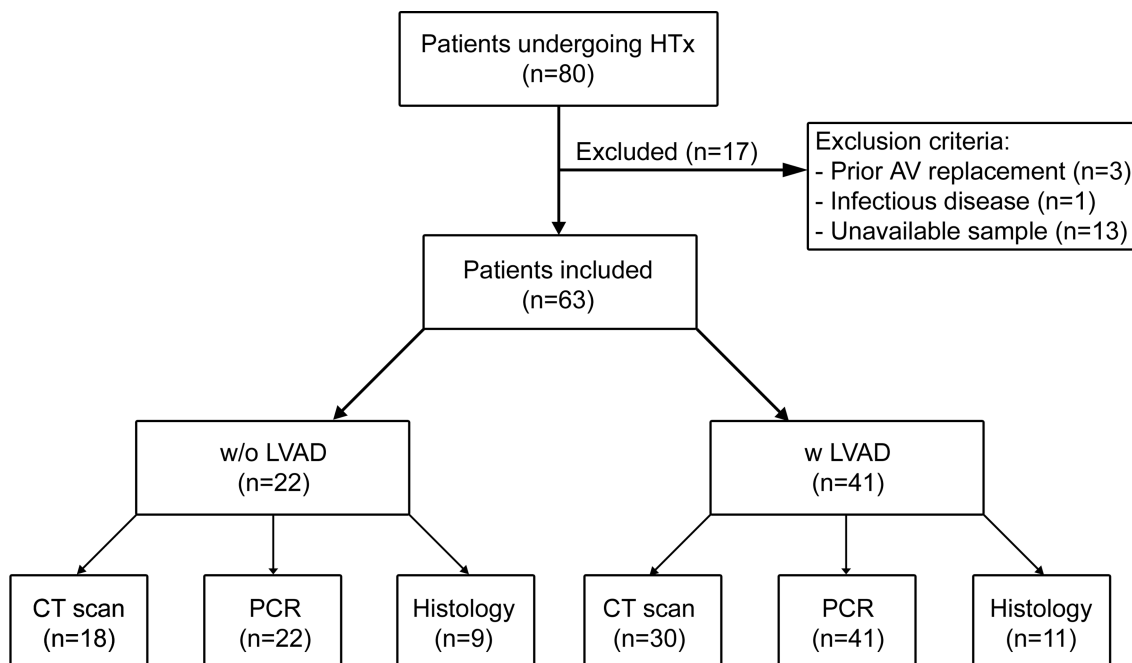 Patients undergoing HTx
(n=80)
Excluded (n=17)
Exclusion criteria:
- Prior AV replacement (n=3)
- Infectious disease (n=1)
- Unavailable sample (n=13)
Patients included
(n=63)
w/o LVAD
(n=22)
w LVAD
(n=41)
CT scan
(n=18)
PCR
(n=22)
Histology
(n=9)
CT scan
(n=30)
PCR
(n=41)
Histology
(n=11)